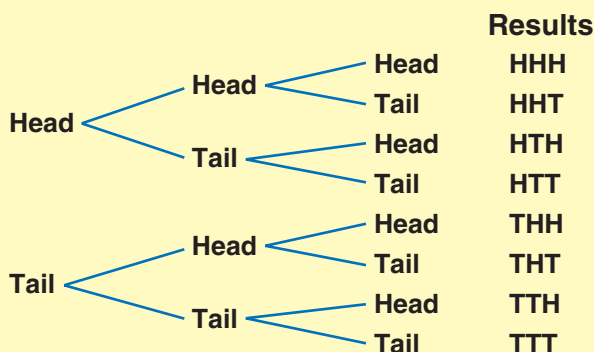 Results
Head HHH
Head
Tail HHT
Head
Head HTH
Tail
Tail HTT
Head THH
Head
Tail THT
Tail
Head TTH
Tail
Tail TTT